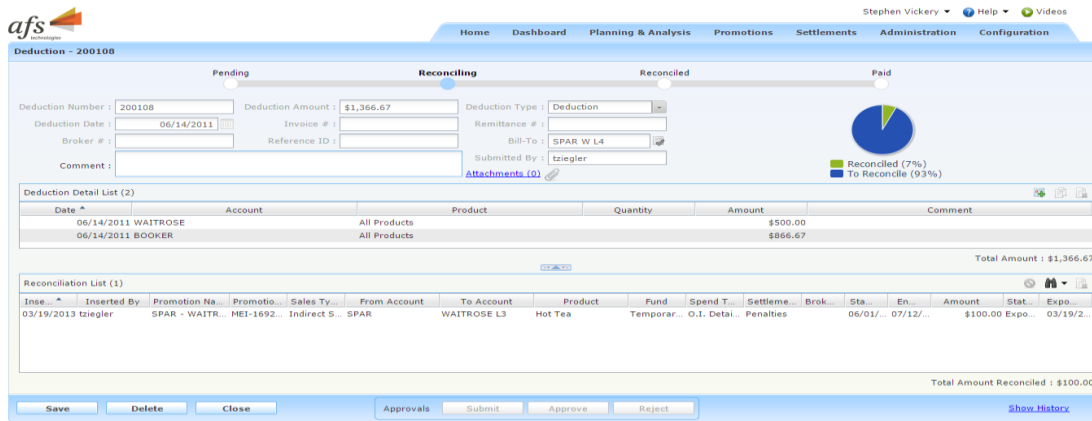 Stephen Vickery Help Videos
afs
technologies
Home Dashboard Planning & Analysis Promotions Settlements Administration Configuration
Deduction - 200108
Pending Reconciling Reconciled Paid
Deduction Number : 200108 Deduction Amount : $1,366.67 Deduction Type : Deduction
Deduction Date : 06/14/2011 Invoice # : Remittance # :
Broker # : Reference ID : Bill-To : SPAR W L4
Comment : Submitted By : tziegler
Attachments (0)
Reconciled (7%)
To Reconcile (93%)
Deduction Detail List (2)
Date Account Product Quantity Amount Comment
06/14/2011 WAITROSE All Products $500.00
06/14/2011 BOOKER All Products $866.67
Total Amount : $1,366.67
Reconciliation List (1)
Inse... Inserted By Promotion Na... Promotio... Sales Ty... From Account To Account Product Fund Spend T... Settleme... Brok... Sta... En... Amount Stat... Expo...
03/19/2013 tziegler SPAR - WAITR... MEI-1692... Indirect S... SPAR WAITROSE L3 Hot Tea Temporar... O.I. Detai... Penalties 06/01/... 07/12/... $100.00 Expo... 03/19/2...
Total Amount Reconciled : $100.00
Save Delete Close Approvals Submit Approve Reject Show History